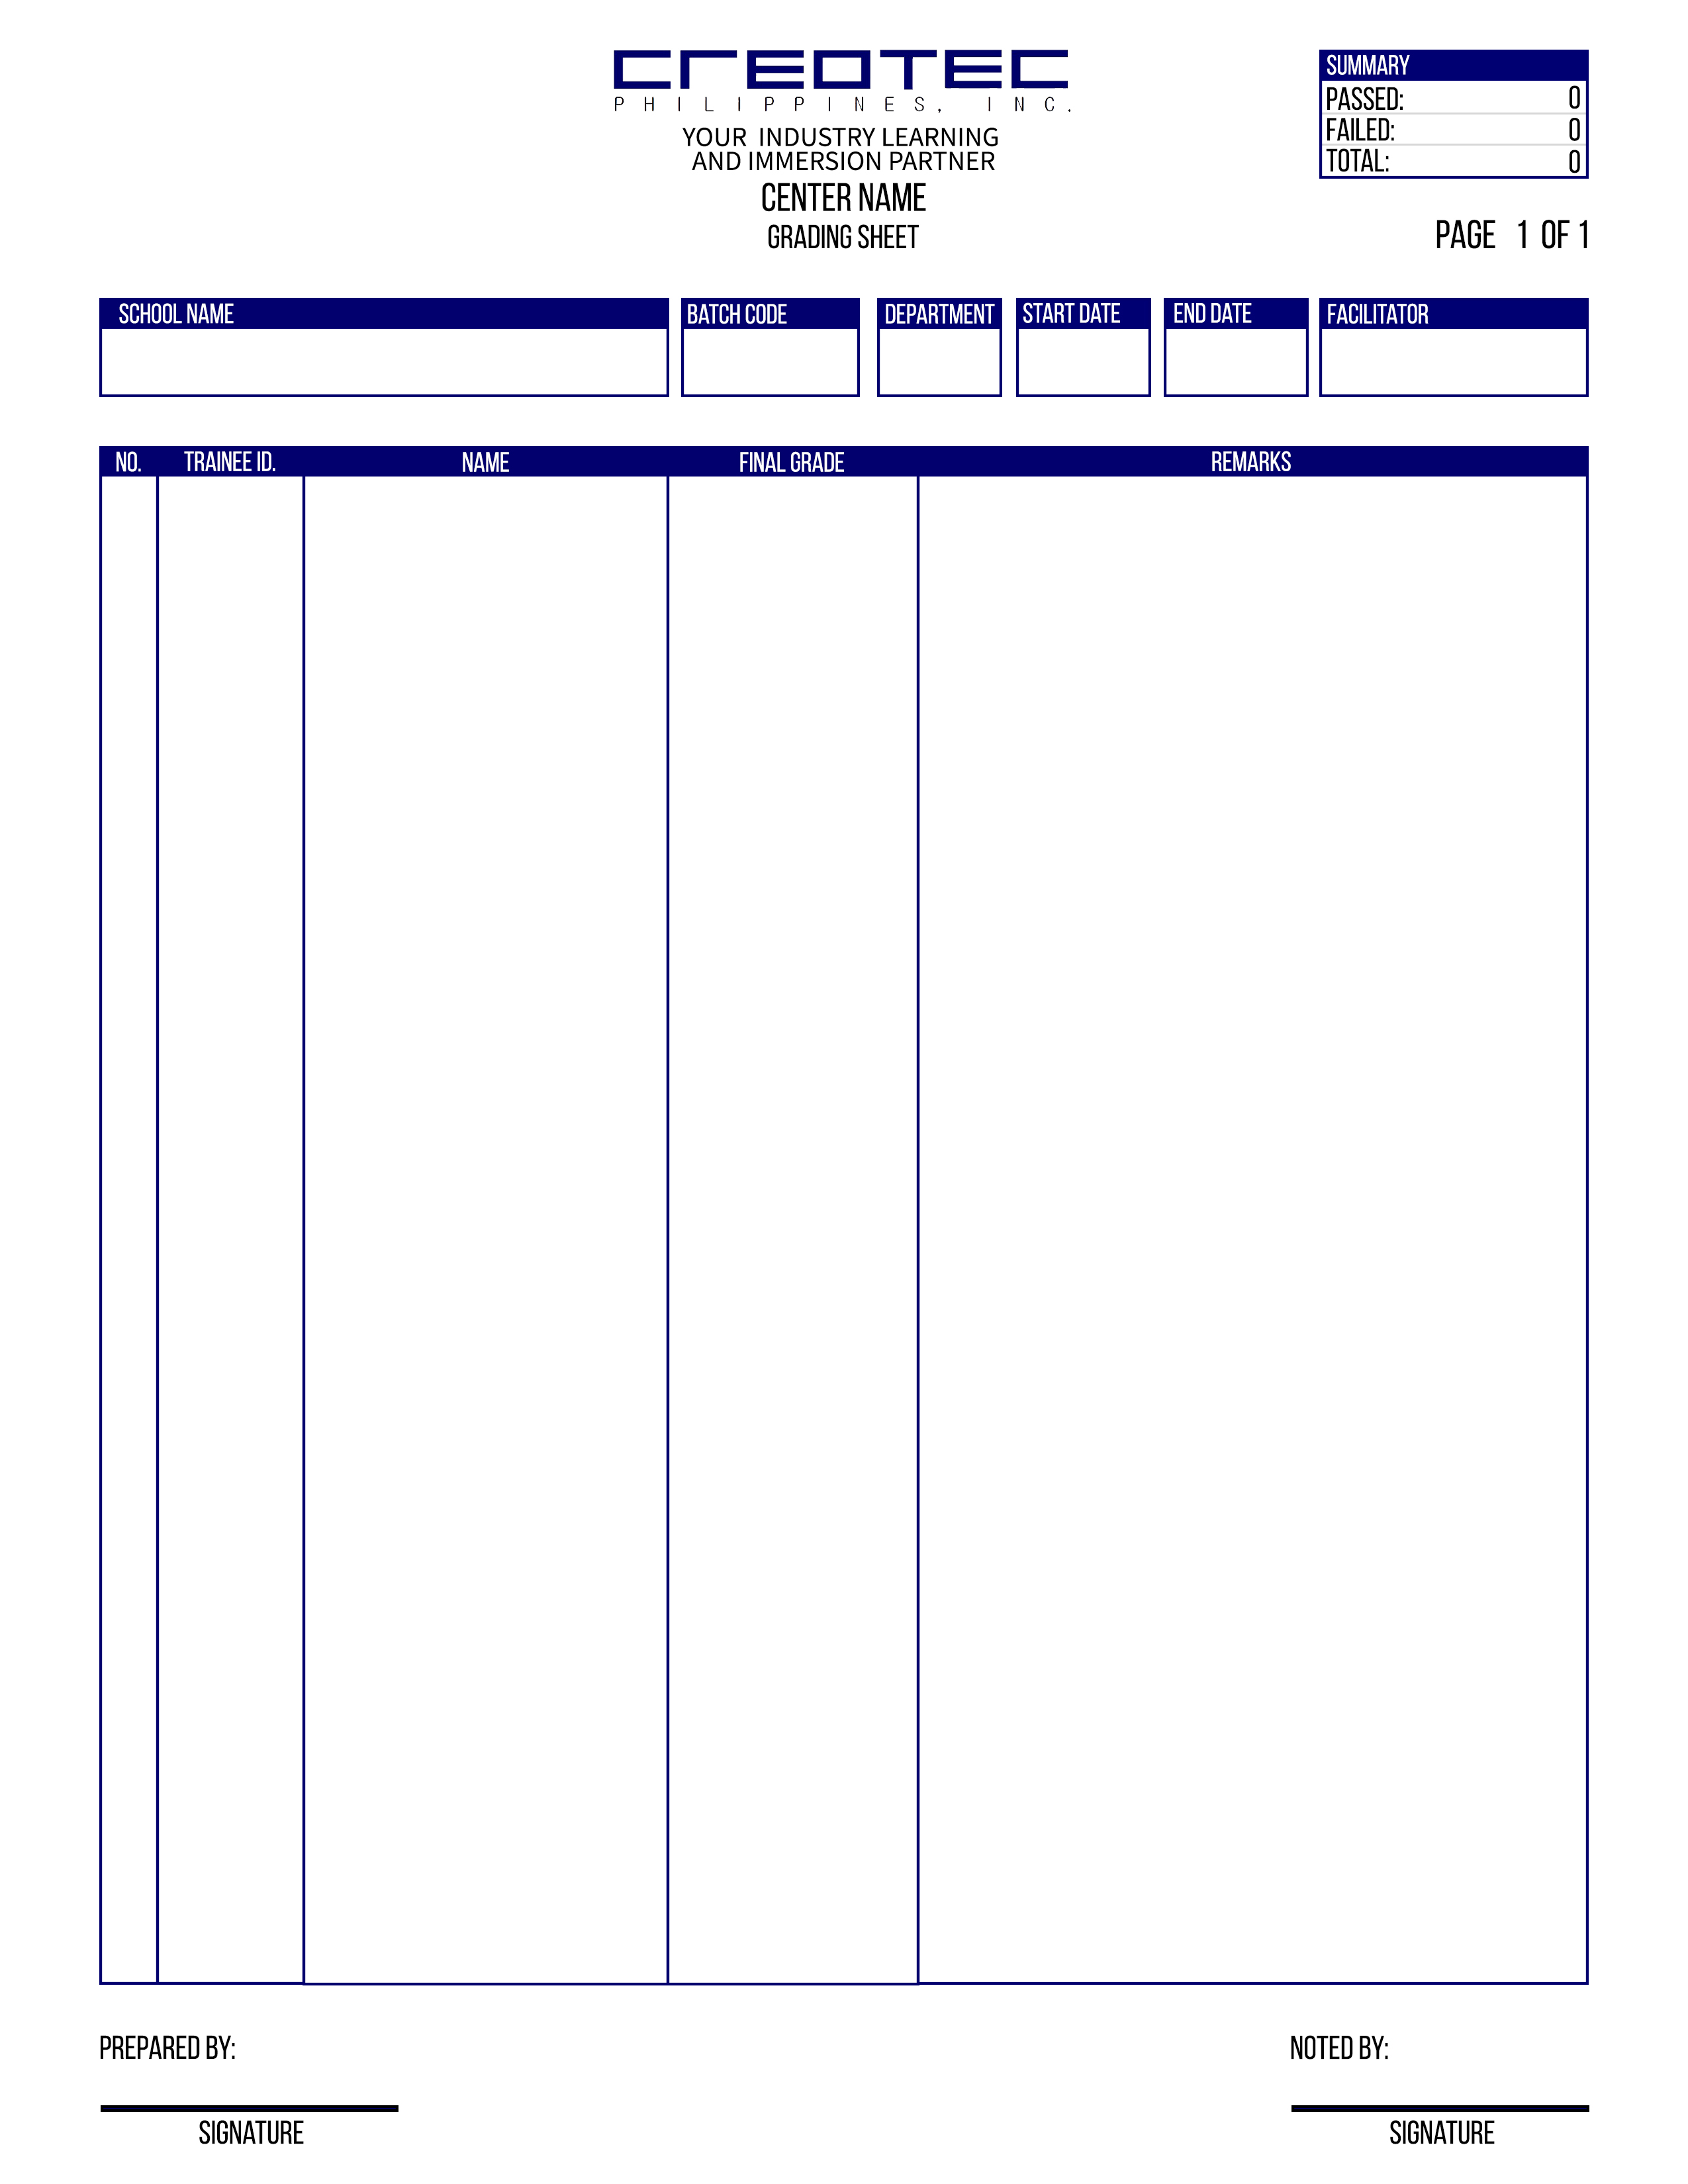 CREOTEC
PHILIPPINES, INC.
YOUR INDUSTRY LEARNING
AND IMMERSION PARTNER
CENTER NAME
GRADING SHEET
SUMMARY
PASSED: 0
FAILED: 0
TOTAL: 0
PAGE 1 OF 1
SCHOOL NAME BATCH CODE DEPARTMENT START DATE END DATE FACILITATOR
NO. TRAINEE ID. NAME FINAL GRADE REMARKS
PREPARED BY: NOTED BY:
SIGNATURE SIGNATURE